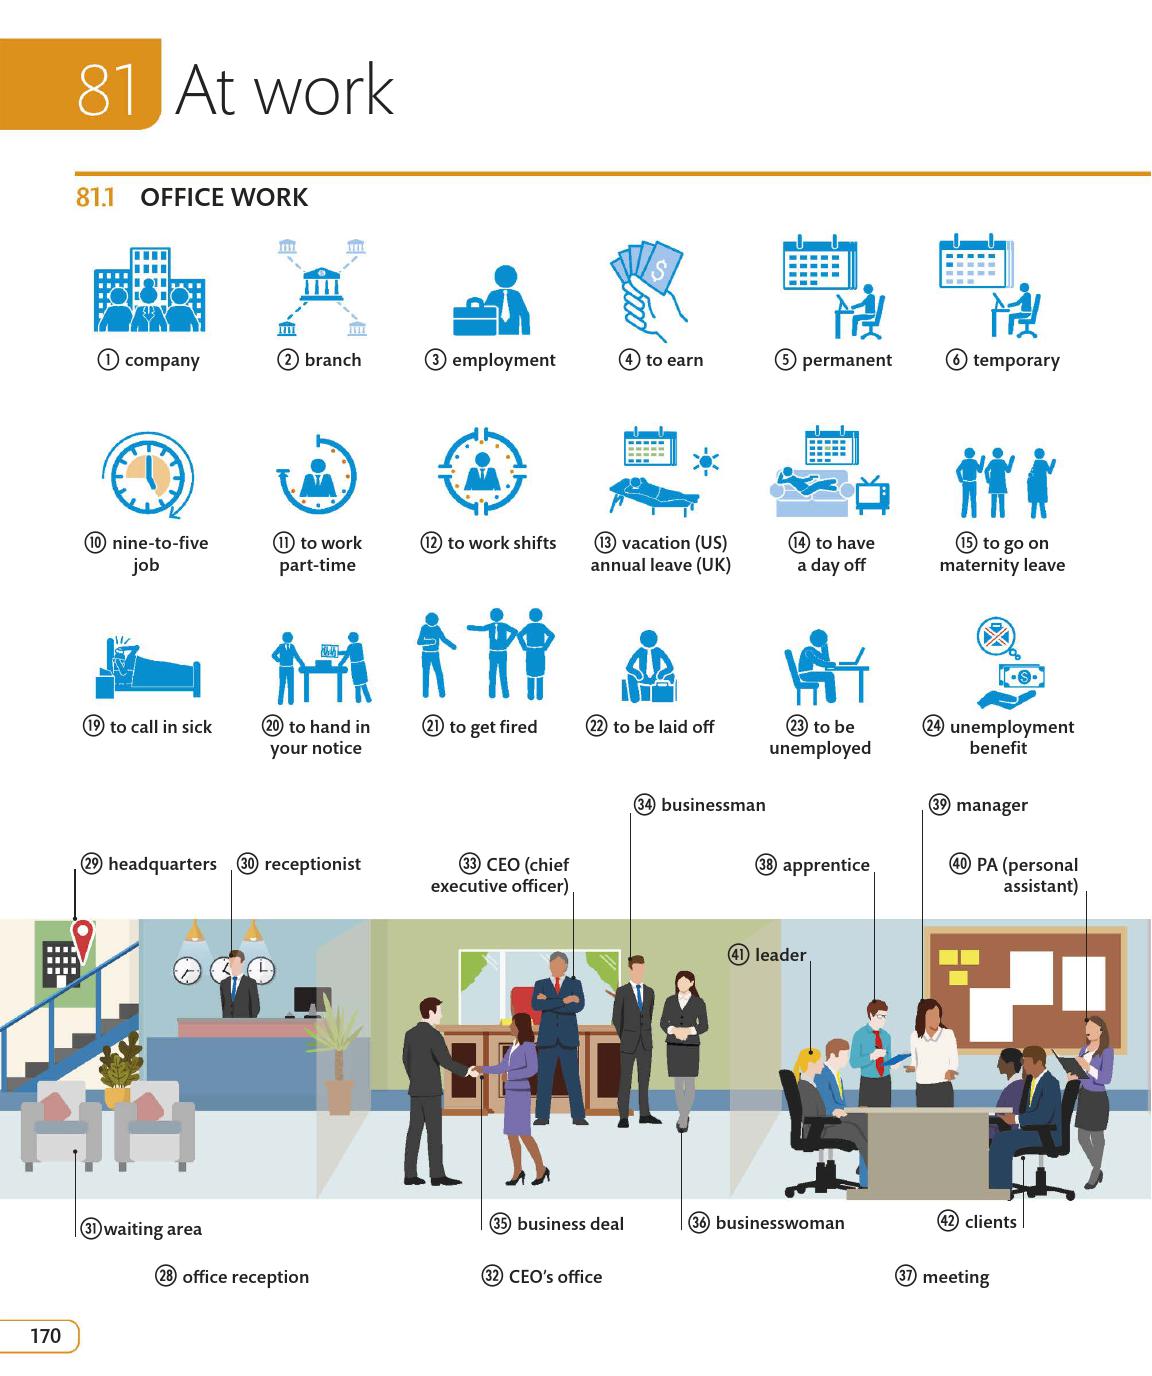 81 At work
81.1 OFFICE WORK
1 company
2 branch
3 employment
4 to earn
5 permanent
6 temporary
10 nine-to-five
job
11 to work
part-time
12 to work shifts
13 vacation (US)
annual leave (UK)
14 to have
a day off
15 to go on
maternity leave
19 to call in sick
20 to hand in
your notice
21 to get fired
22 to be laid off
23 to be
unemployed
24 unemployment
benefit
34 businessman
39 manager
29 headquarters
30 receptionist
33 CEO (chief
executive officer)
38 apprentice
40 PA (personal
assistant)
41 leader
31 waiting area
35 business deal
36 businesswoman
42 clients
28 office reception
32 CEO’s office
37 meeting
170